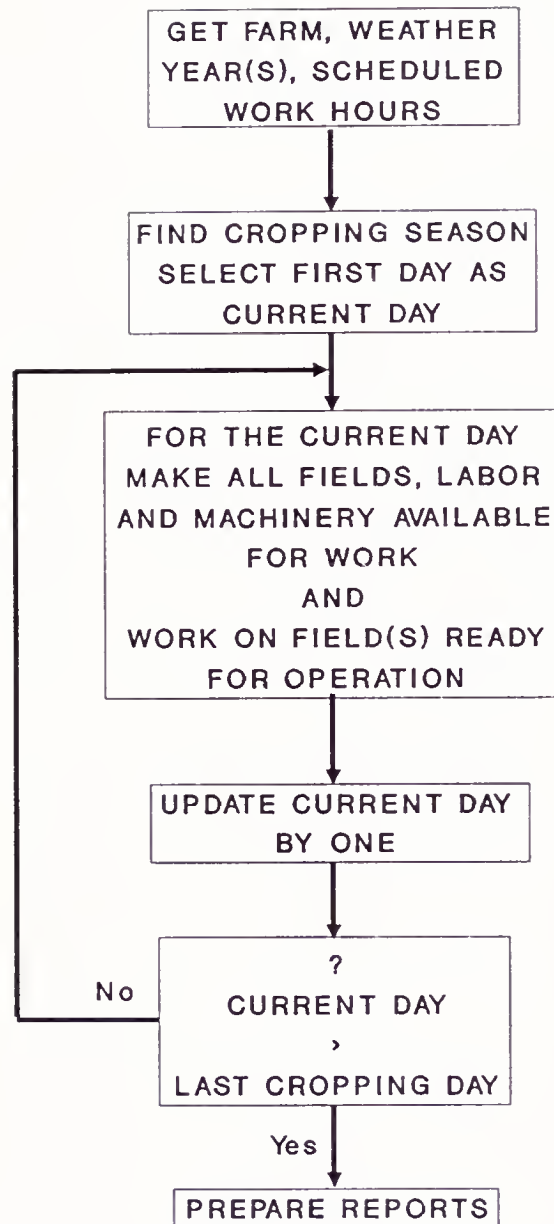 GET FARM, WEATHER
YEAR(S), SCHEDULED
WORK HOURS
FIND CROPPING SEASON
SELECT FIRST DAY AS
CURRENT DAY
FOR THE CURRENT DAY
MAKE ALL FIELDS, LABOR
AND MACHINERY AVAILABLE
FOR WORK
AND
WORK ON FIELD(S) READY
FOR OPERATION
UPDATE CURRENT DAY
BY ONE
?
CURRENT DAY
>
LAST CROPPING DAY
No
Yes
PREPARE REPORTS